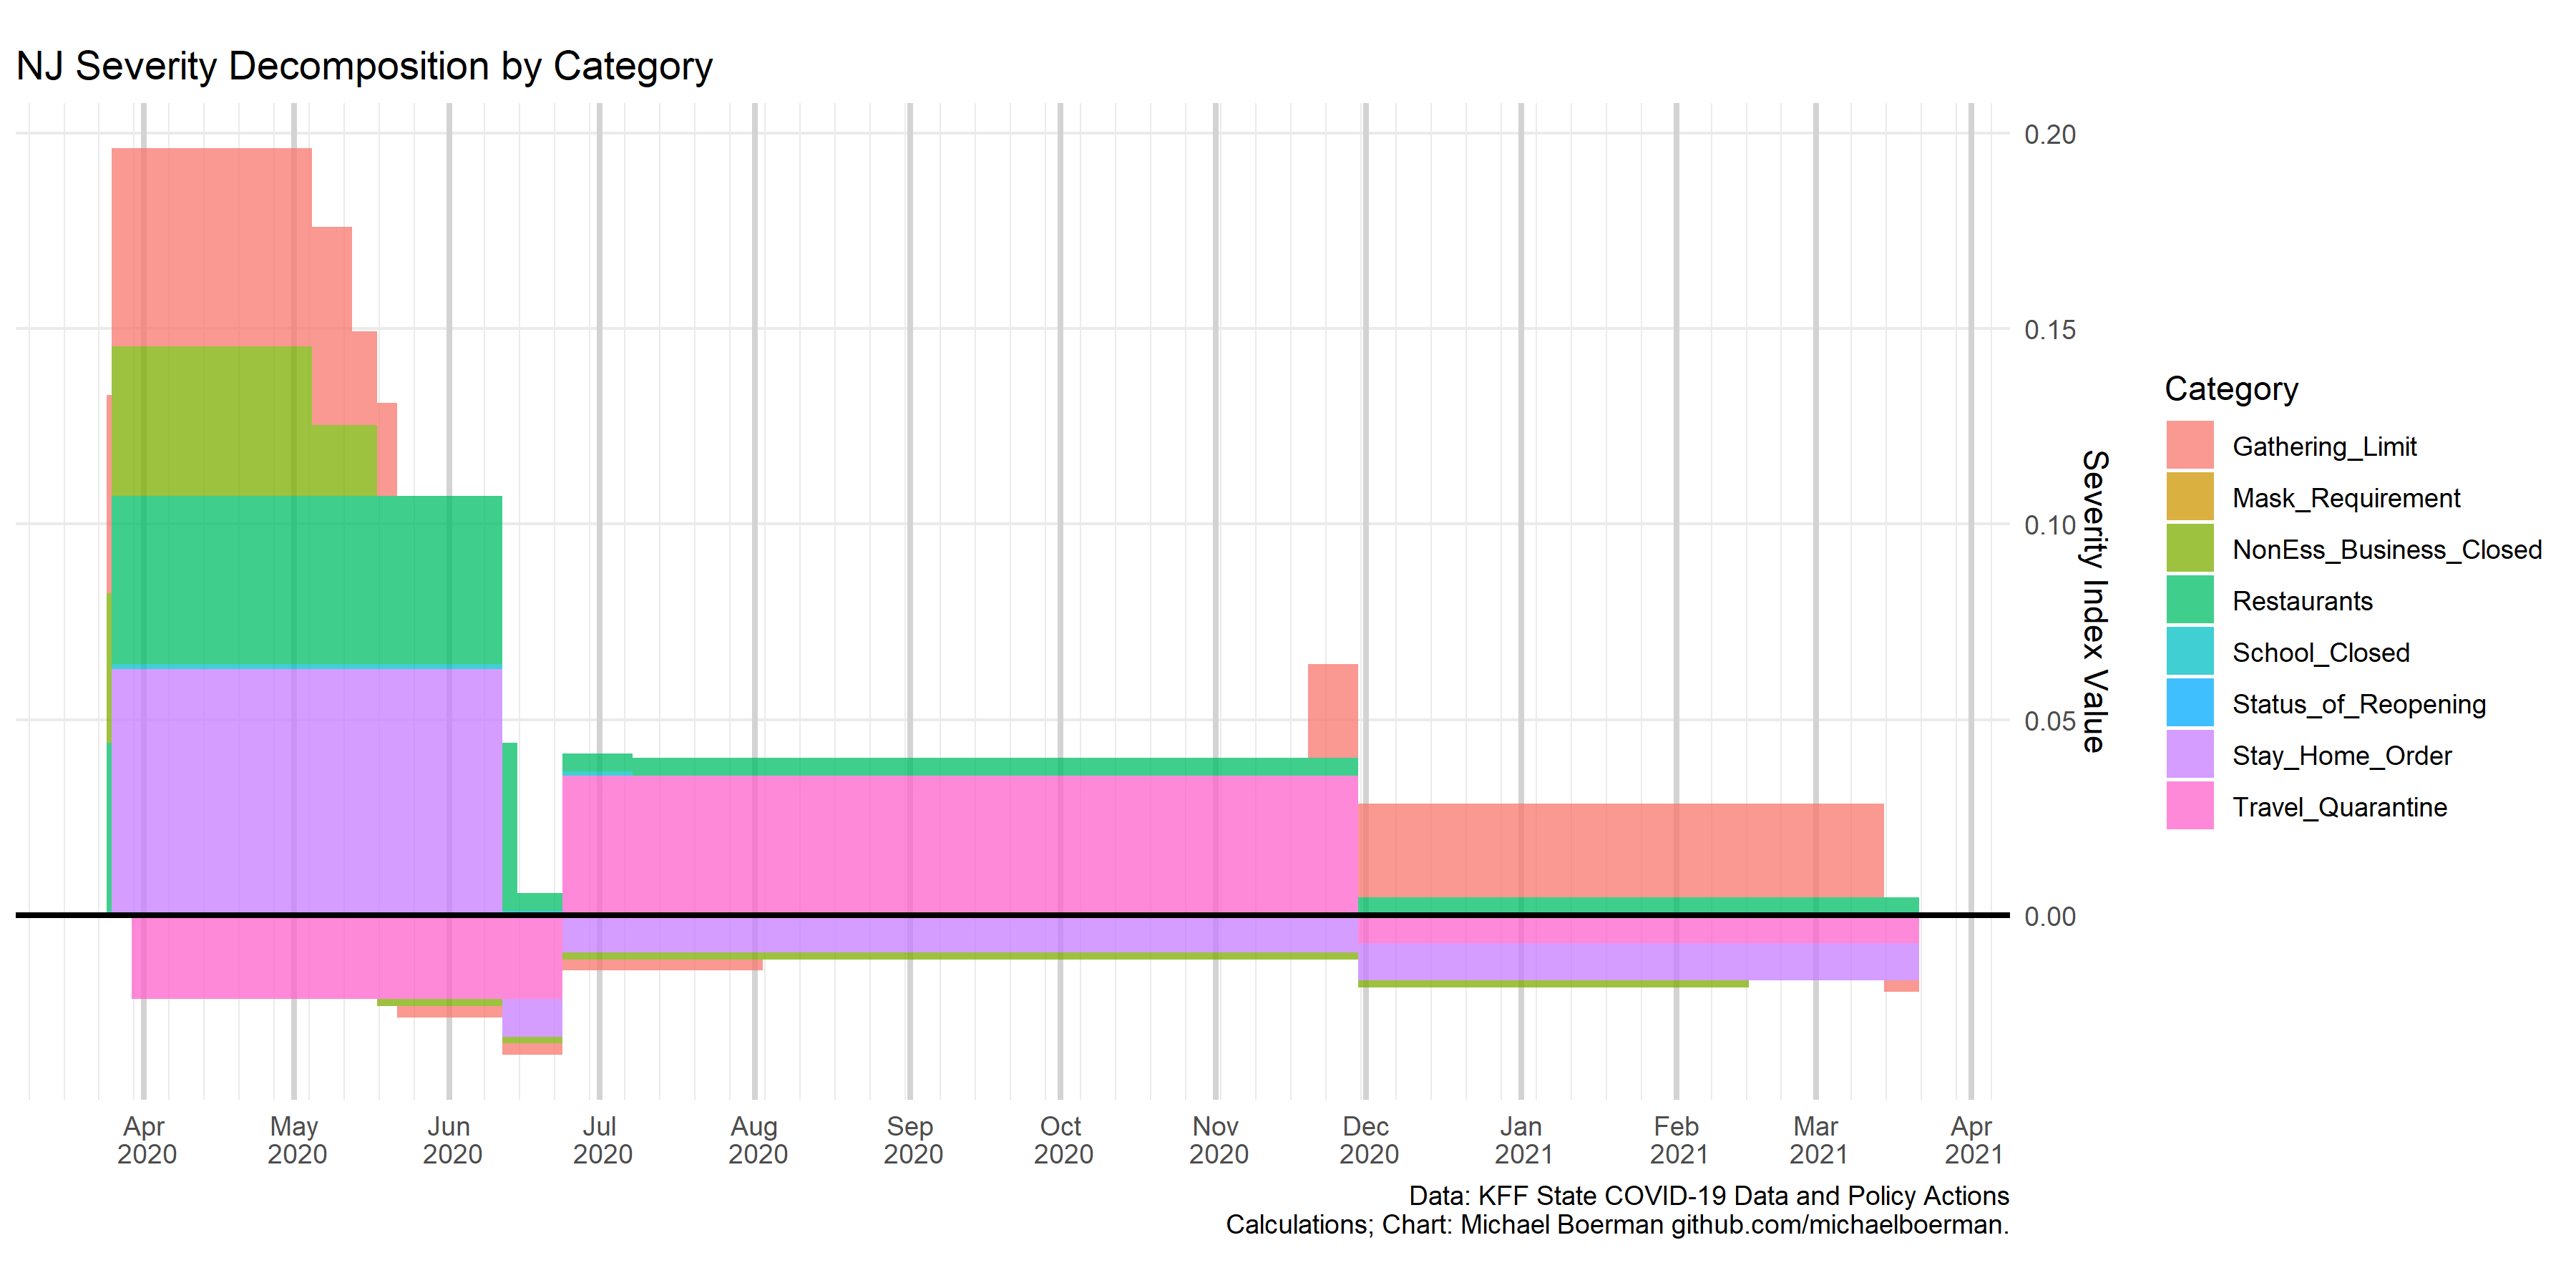 NJ Severity Decomposition by Category
0.20
0.15
0.10
0.05
0.00
Severity Index Value
Category
Gathering_Limit
Mask_Requirement
NonEss_Business_Closed
Restaurants
School_Closed
Status_of_Reopening
Stay_Home_Order
Travel_Quarantine
Apr May Jun Jul Aug Sep Oct Nov Dec Jan Feb Mar Apr
2020 2020 2020 2020 2020 2020 2020 2020 2020 2021 2021 2021 2021
Data: KFF State COVID-19 Data and Policy Actions
Calculations; Chart: Michael Boerman github.com/michaelboerman.